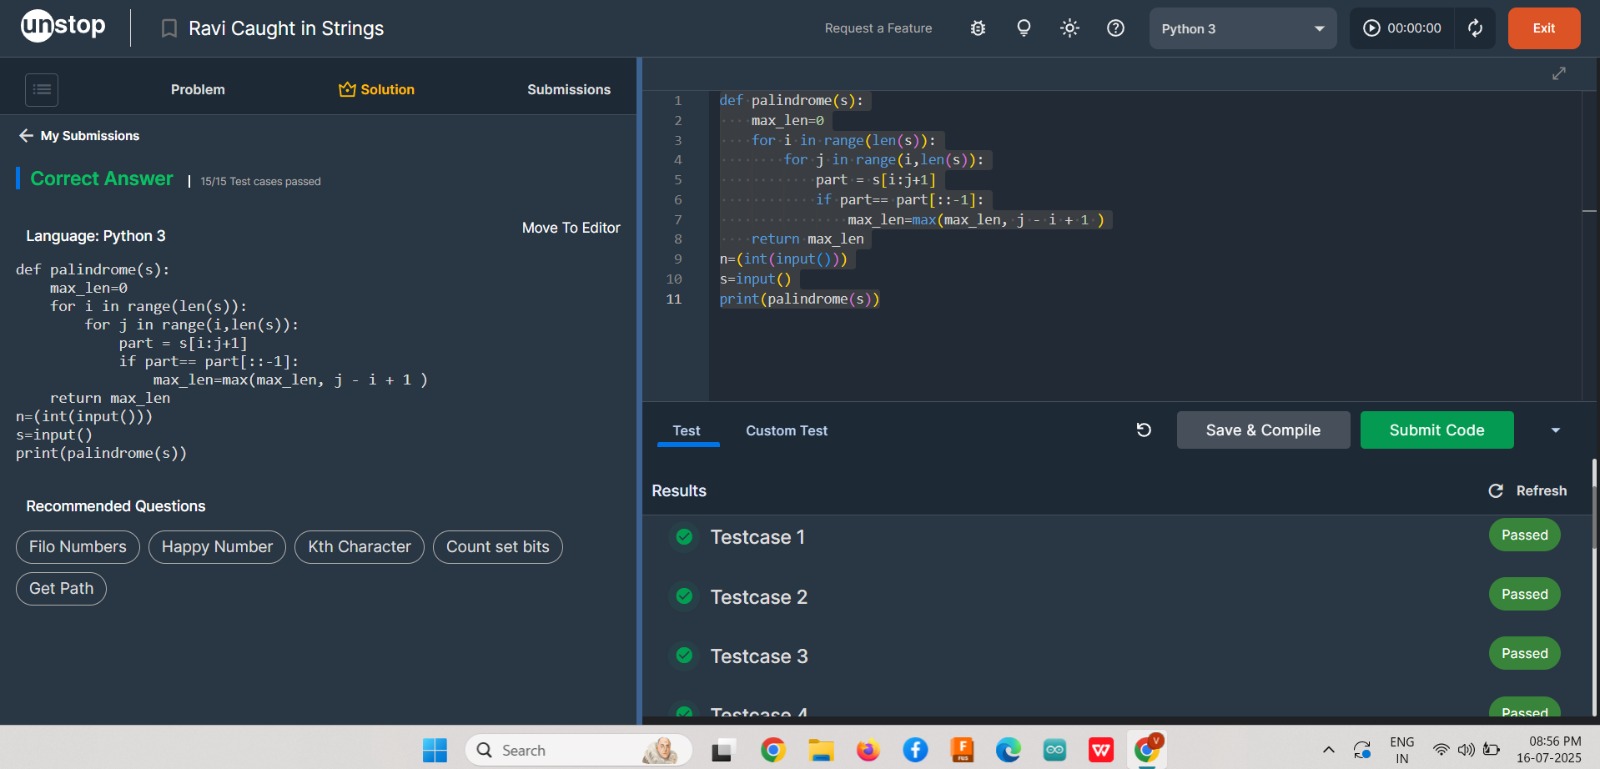 unstop
Ravi Caught in Strings
Request a Feature
Python 3
00:00:00
Exit
Problem
Solution
Submissions
My Submissions
Correct Answer | 15/15 Test cases passed
Language: Python 3
Move To Editor
def palindrome(s):
    max_len=0
    for i in range(len(s)):
        for j in range(i,len(s)):
            part = s[i:j+1]
            if part== part[::-1]:
                max_len=max(max_len, j - i + 1 )
    return max_len
n=(int(input()))
s=input()
print(palindrome(s))
Recommended Questions
Filo Numbers
Happy Number
Kth Character
Count set bits
Get Path
1 def palindrome(s):
2     max_len=0
3     for i in range(len(s)):
4         for j in range(i,len(s)):
5             part = s[i:j+1]
6             if part== part[::-1]:
7                 max_len=max(max_len, j - i + 1 )
8     return max_len
9 n=(int(input()))
10 s=input()
11 print(palindrome(s))
Test
Custom Test
Save & Compile
Submit Code
Results
Refresh
Testcase 1
Passed
Testcase 2
Passed
Testcase 3
Passed
Testcase 4
Passed
Search
ENG
IN
08:56 PM
16-07-2025